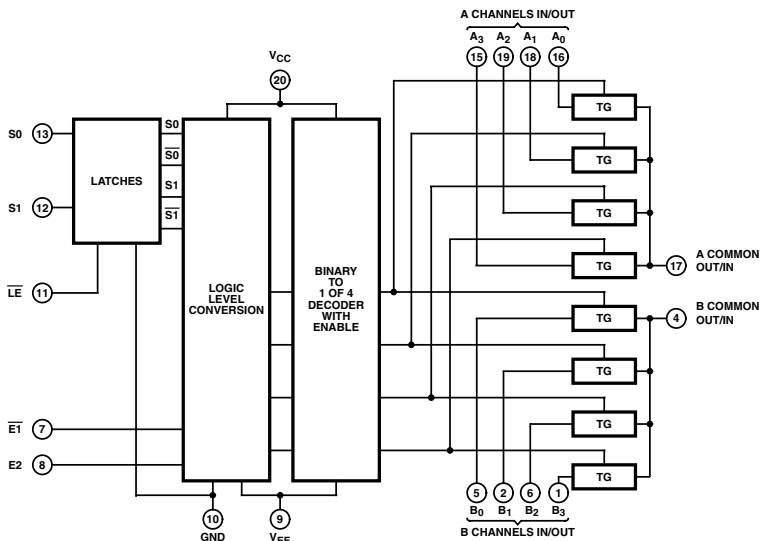 A CHANNELS IN/OUT
A3 A2 A1 A0
15 19 18 16
VCC
20
TG
TG
TG
TG
17 A COMMON
OUT/IN
S0 13
S1 12
LE 11
LATCHES
S0
S0
S1
S1
LOGIC
LEVEL
CONVERSION
BINARY
TO
1 OF 4
DECODER
WITH
ENABLE
TG
TG
TG
TG
4 B COMMON
OUT/IN
E1 7
E2 8
10
GND
9
VEE
5 2 6 1
B0 B1 B2 B3
B CHANNELS IN/OUT